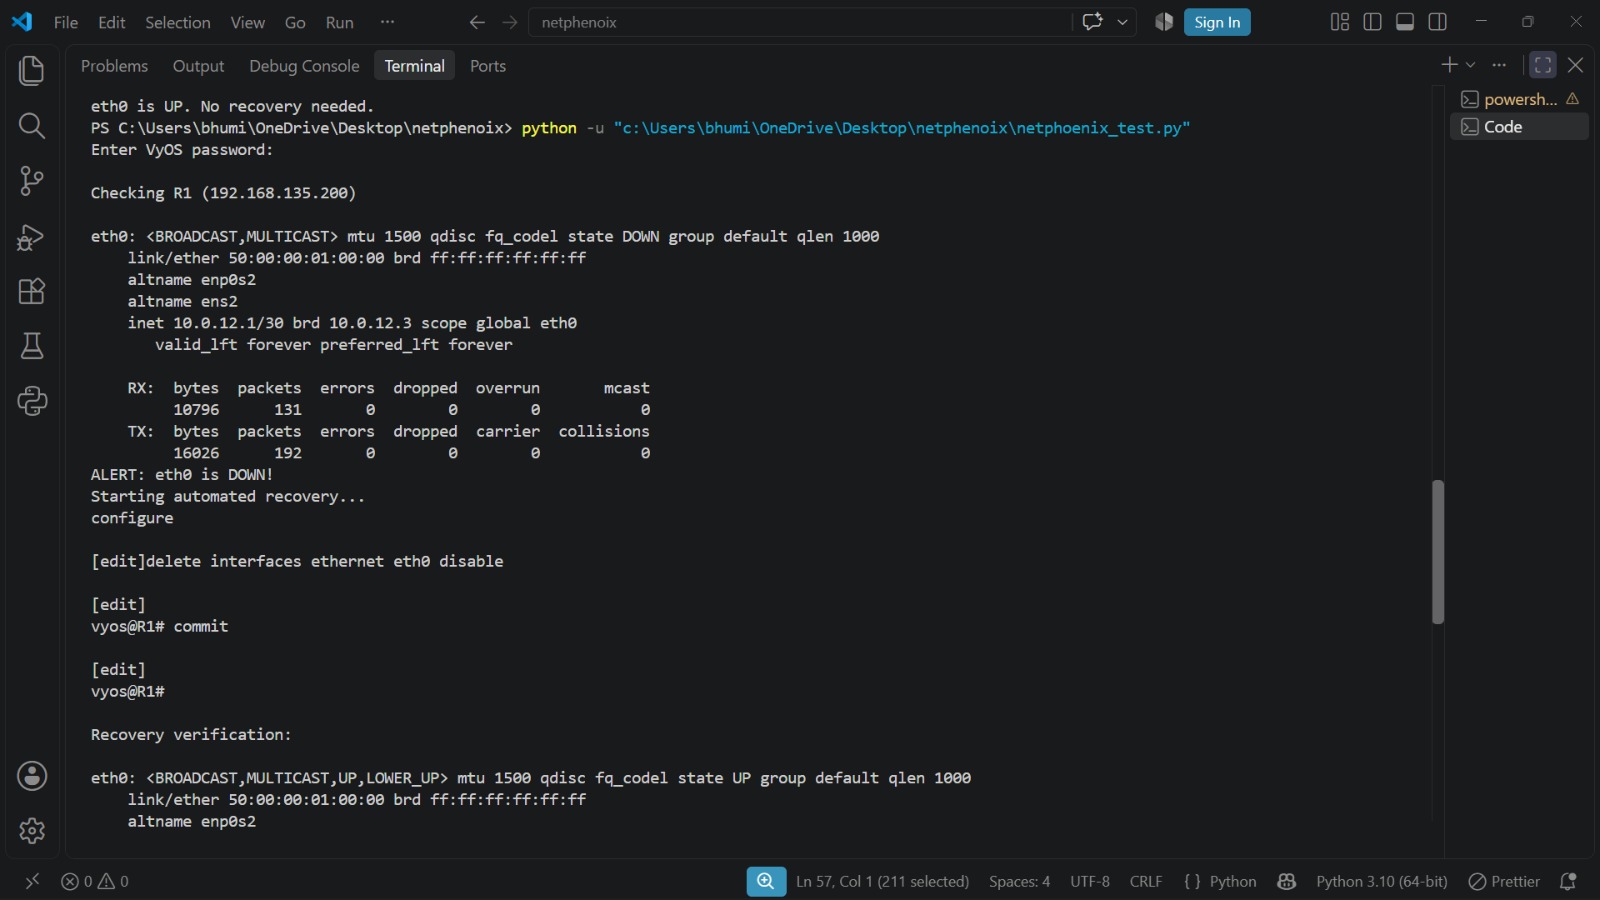 File Edit Selection View Go Run ··· netphenoix Sign In
Problems Output Debug Console Terminal Ports
powersh...
Code
eth0 is UP. No recovery needed.
PS C:\Users\bhumi\OneDrive\Desktop\netphenoix> python -u "c:\Users\bhumi\OneDrive\Desktop\netphenoix\netphoenix_test.py"
Enter VyOS password:
Checking R1 (192.168.135.200)
eth0: <BROADCAST,MULTICAST> mtu 1500 qdisc fq_codel state DOWN group default qlen 1000
link/ether 50:00:00:01:00:00 brd ff:ff:ff:ff:ff:ff
altname enp0s2
altname ens2
inet 10.0.12.1/30 brd 10.0.12.3 scope global eth0
valid_lft forever preferred_lft forever
RX: bytes packets errors dropped overrun mcast
10796 131 0 0 0 0
TX: bytes packets errors dropped carrier collisions
16026 192 0 0 0 0
ALERT: eth0 is DOWN!
Starting automated recovery...
configure
[edit]delete interfaces ethernet eth0 disable
[edit]
vyos@R1# commit
[edit]
vyos@R1#
Recovery verification:
eth0: <BROADCAST,MULTICAST,UP,LOWER_UP> mtu 1500 qdisc fq_codel state UP group default qlen 1000
link/ether 50:00:00:01:00:00 brd ff:ff:ff:ff:ff:ff
altname enp0s2
0 0 Ln 57, Col 1 (211 selected) Spaces: 4 UTF-8 CRLF { } Python Python 3.10 (64-bit) Prettier